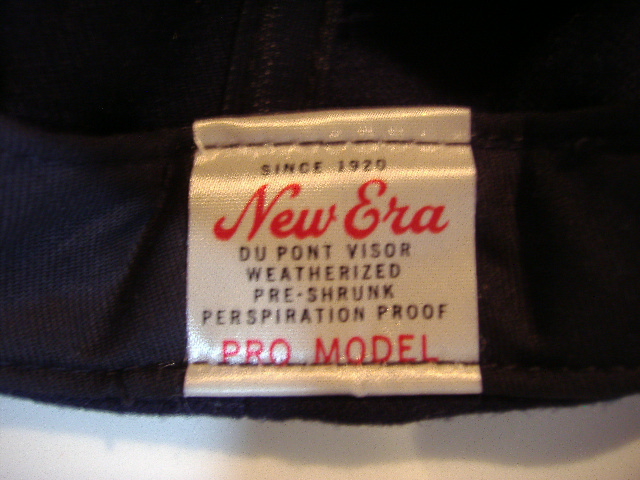 SINCE 1920
New Era
DU PONT VISOR
WEATHERIZED
PRE-SHRUNK
PERSPIRATION PROOF
PRO MODEL